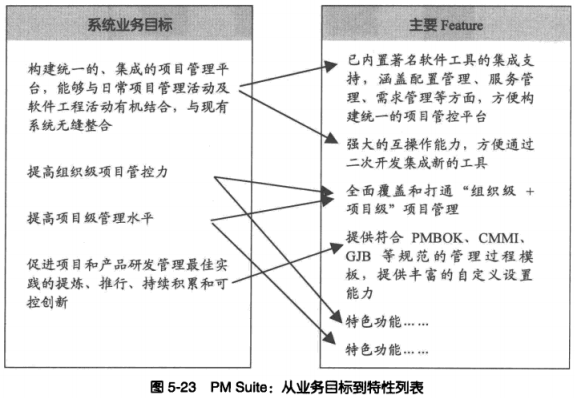 系统业务目标
构建统一的、集成的项目管理平
台，能够与日常项目管理活动及
软件工程活动有机结合，与现有
系统无缝整合
提高组织级项目管控力
提高项目级管理水平
促进项目和产品研发管理最佳实
践的提炼、推行、持续积累和可
控创新
主要 Feature
已内置著名软件工具的集成支
持，涵盖配置管理、服务管
理、需求管理等方面，方便构
建统一的项目管控平台
强大的互操作能力，方便通过
二次开发集成新的工具
全面覆盖和打通“组织级 +
项目级”项目管理
提供符合 PMBOK、CMMI、
GJB 等规范的管理过程模
板，提供丰富的自定义设置
能力
特色功能……
特色功能……
图 5-23 PM Suite：从业务目标到特性列表